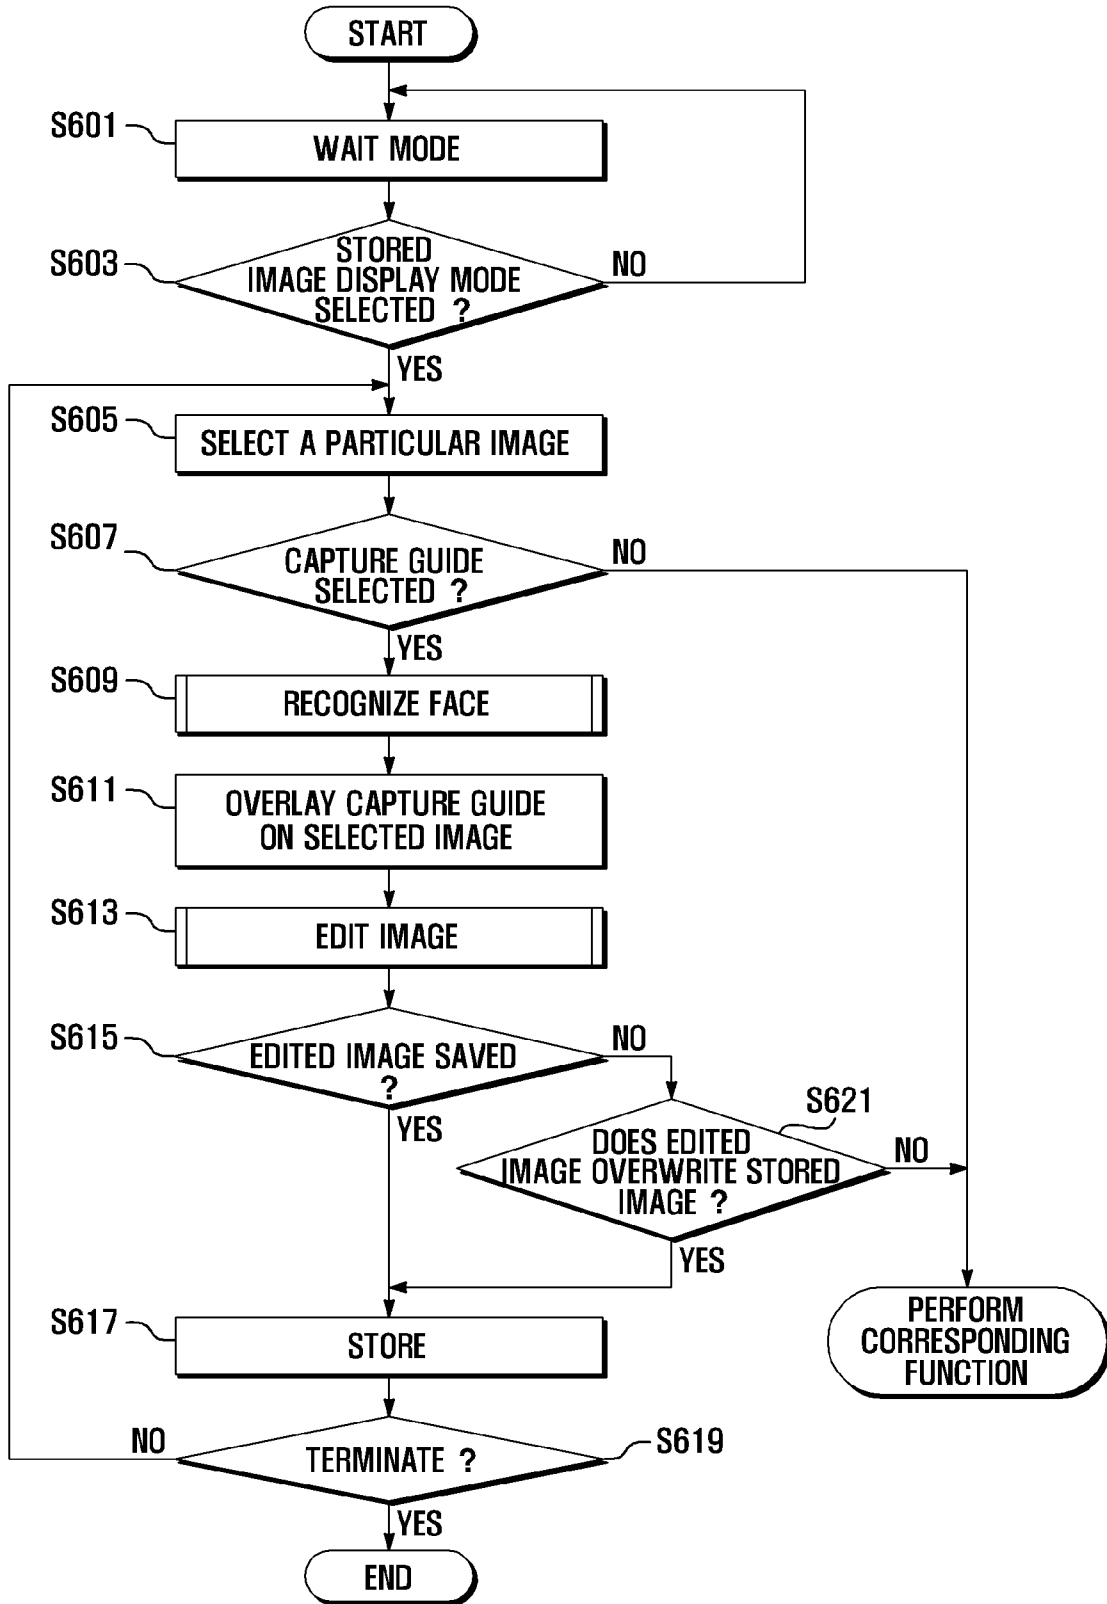 START
S601
WAIT MODE
S603
STORED
IMAGE DISPLAY MODE
SELECTED ?
NO
YES
S605
SELECT A PARTICULAR IMAGE
S607
CAPTURE GUIDE
SELECTED ?
NO
YES
S609
RECOGNIZE FACE
S611
OVERLAY CAPTURE GUIDE
ON SELECTED IMAGE
S613
EDIT IMAGE
S615
EDITED IMAGE SAVED
?
NO
YES
S621
DOES EDITED
IMAGE OVERWRITE STORED
IMAGE ?
NO
YES
S617
STORE
PERFORM
CORRESPONDING
FUNCTION
NO
TERMINATE ?
S619
YES
END